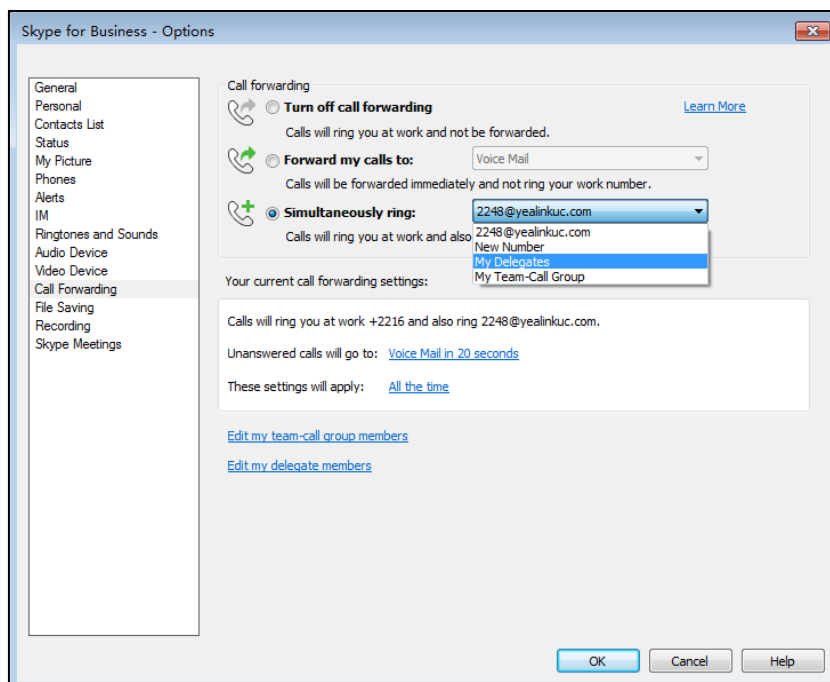 Skype for Business - Options
General
Personal
Contacts List
Status
My Picture
Phones
Alerts
IM
Ringtones and Sounds
Audio Device
Video Device
Call Forwarding
File Saving
Recording
Skype Meetings
Call forwarding
Turn off call forwarding
Learn More
Calls will ring you at work and not be forwarded.
Forward my calls to:
Voice Mail
Calls will be forwarded immediately and not ring your work number.
Simultaneously ring:
2248@yealinkuc.com
Calls will ring you at work and also
2248@yealinkuc.com
New Number
My Delegates
My Team-Call Group
Your current call forwarding settings:
Calls will ring you at work +2216 and also ring 2248@yealinkuc.com.
Unanswered calls will go to: Voice Mail in 20 seconds
These settings will apply: All the time
Edit my team-call group members
Edit my delegate members
OK
Cancel
Help